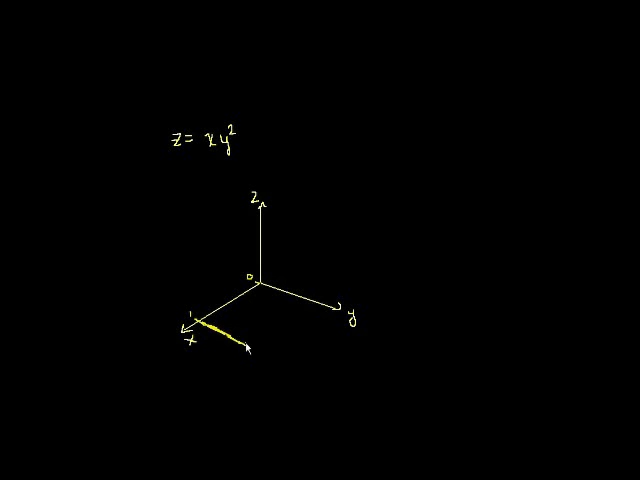 z = xy²
z
0
y
1
x